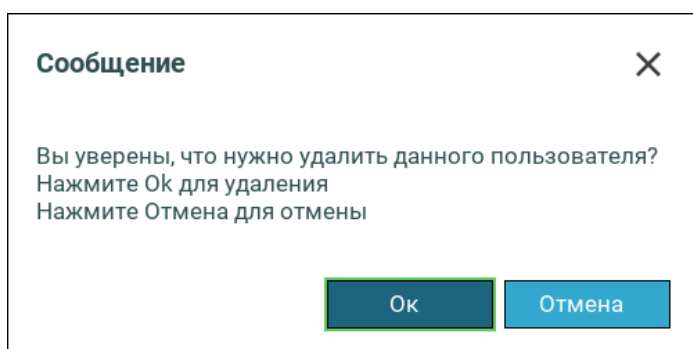 Сообщение
Вы уверены, что нужно удалить данного пользователя?
Нажмите Ok для удаления
Нажмите Отмена для отмены
Ок Отмена